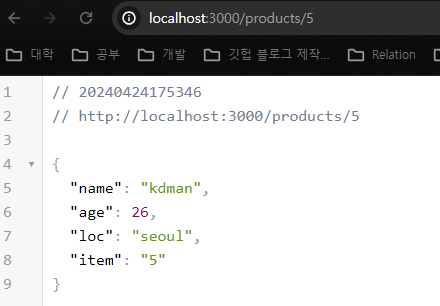 localhost:3000/products/5
대학 공부 개발 깃헙 블로그 제작... Relation
1 // 20240424175346
2 // http://localhost:3000/products/5
3
4 {
5 "name": "kdman",
6 "age": 26,
7 "loc": "seoul",
8 "item": "5"
9 }